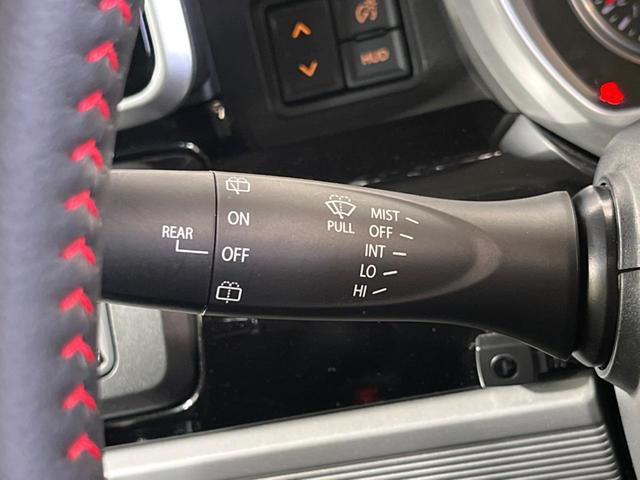 HUD
ON
REAR
OFF
PULL
MIST
OFF
INT
LO
HI